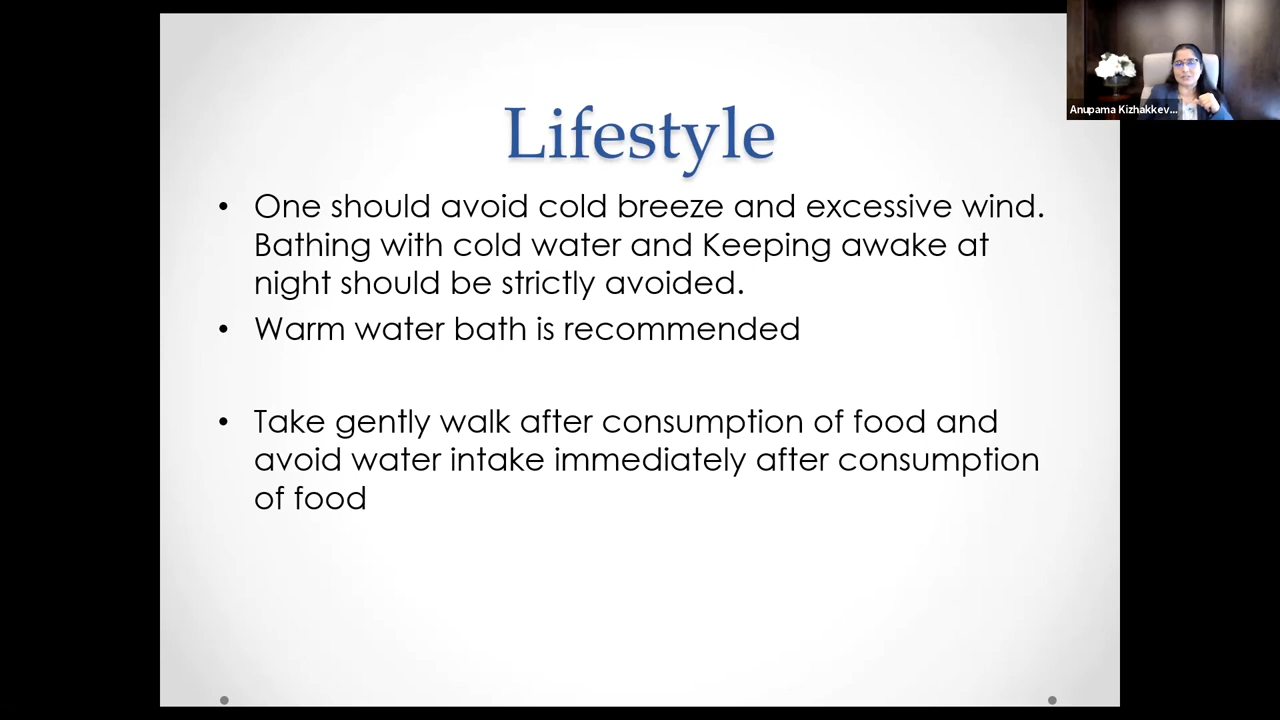 Anupama Kizhakkev...
Lifestyle
• One should avoid cold breeze and excessive wind.
Bathing with cold water and Keeping awake at
night should be strictly avoided.
• Warm water bath is recommended
• Take gently walk after consumption of food and
avoid water intake immediately after consumption
of food